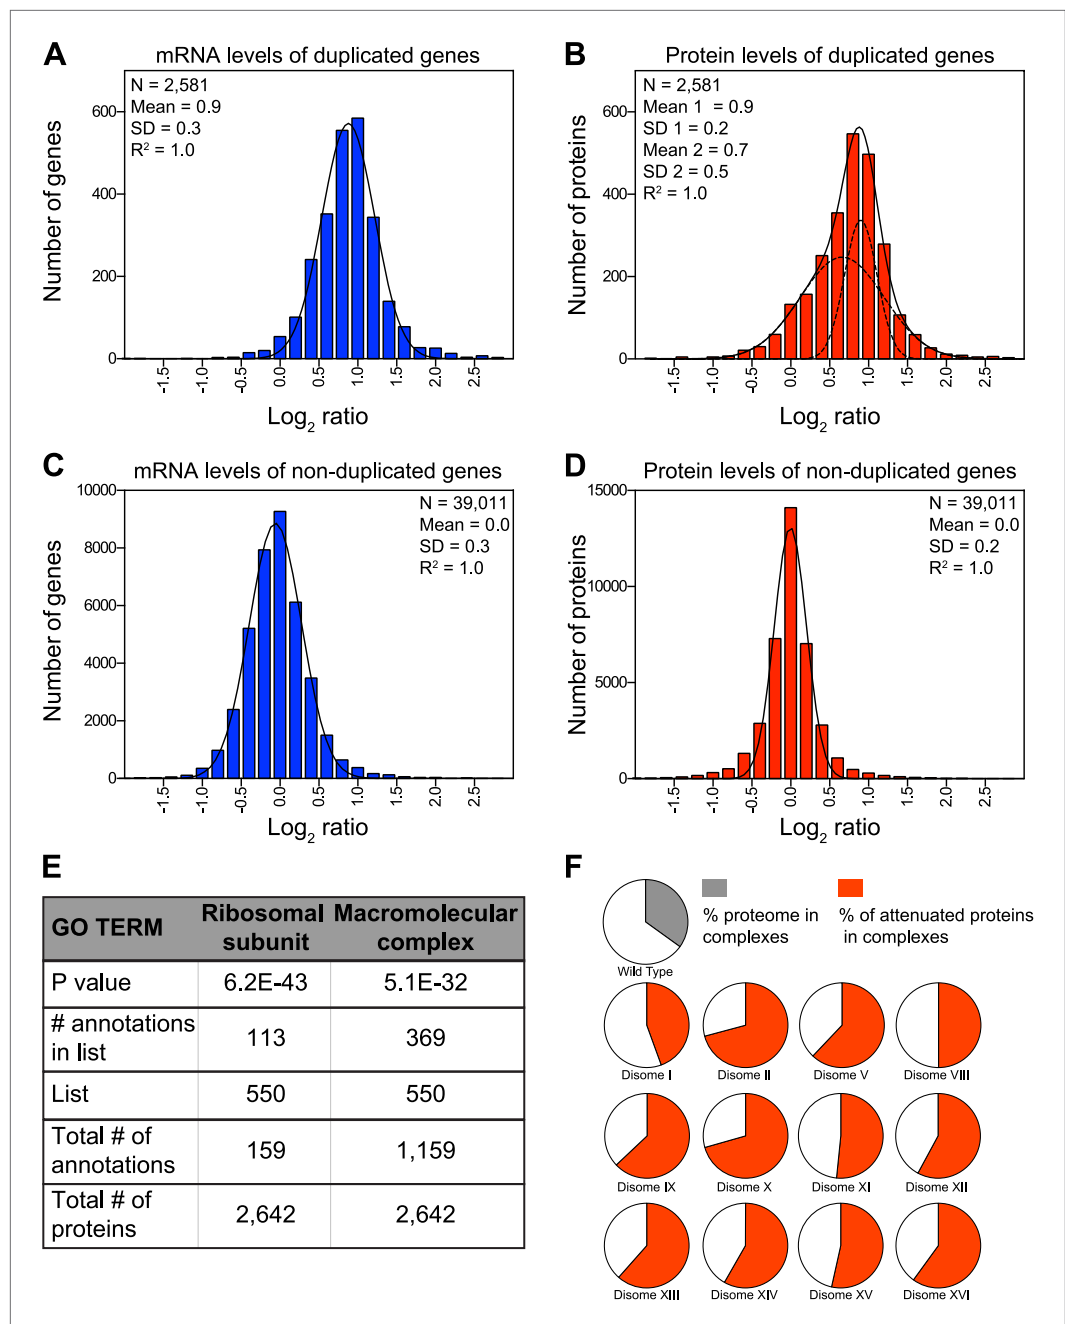 A
mRNA levels of duplicated genes
N = 2,581
Mean = 0.9
SD = 0.3
R² = 1.0
Number of genes
600
400
200
0
-1.5
-1.0
-0.5
0.0
0.5
1.0
1.5
2.0
2.5
Log₂ ratio
B
Protein levels of duplicated genes
N = 2,581
Mean 1 = 0.9
SD 1 = 0.2
Mean 2 = 0.7
SD 2 = 0.5
R² = 1.0
Number of proteins
600
400
200
0
-1.5
-1.0
-0.5
0.0
0.5
1.0
1.5
2.0
2.5
Log₂ ratio
C
mRNA levels of non-duplicated genes
N = 39,011
Mean = 0.0
SD = 0.3
R² = 1.0
Number of genes
10000
8000
6000
4000
2000
0
-1.5
-1.0
-0.5
0.0
0.5
1.0
1.5
2.0
2.5
Log₂ ratio
D
Protein levels of non-duplicated genes
N = 39,011
Mean = 0.0
SD = 0.2
R² = 1.0
Number of proteins
15000
10000
5000
0
-1.5
-1.0
-0.5
0.0
0.5
1.0
1.5
2.0
2.5
Log₂ ratio
E
GO TERM
Ribosomal
subunit
Macromolecular
complex
P value
6.2E-43
5.1E-32
# annotations
in list
113
369
List
550
550
Total # of
annotations
159
1,159
Total # of
proteins
2,642
2,642
F
% proteome in
complexes
% of attenuated proteins
in complexes
Wild Type
Disome I
Disome II
Disome V
Disome VIII
Disome IX
Disome X
Disome XI
Disome XII
Disome XIII
Disome XIV
Disome XV
Disome XVI